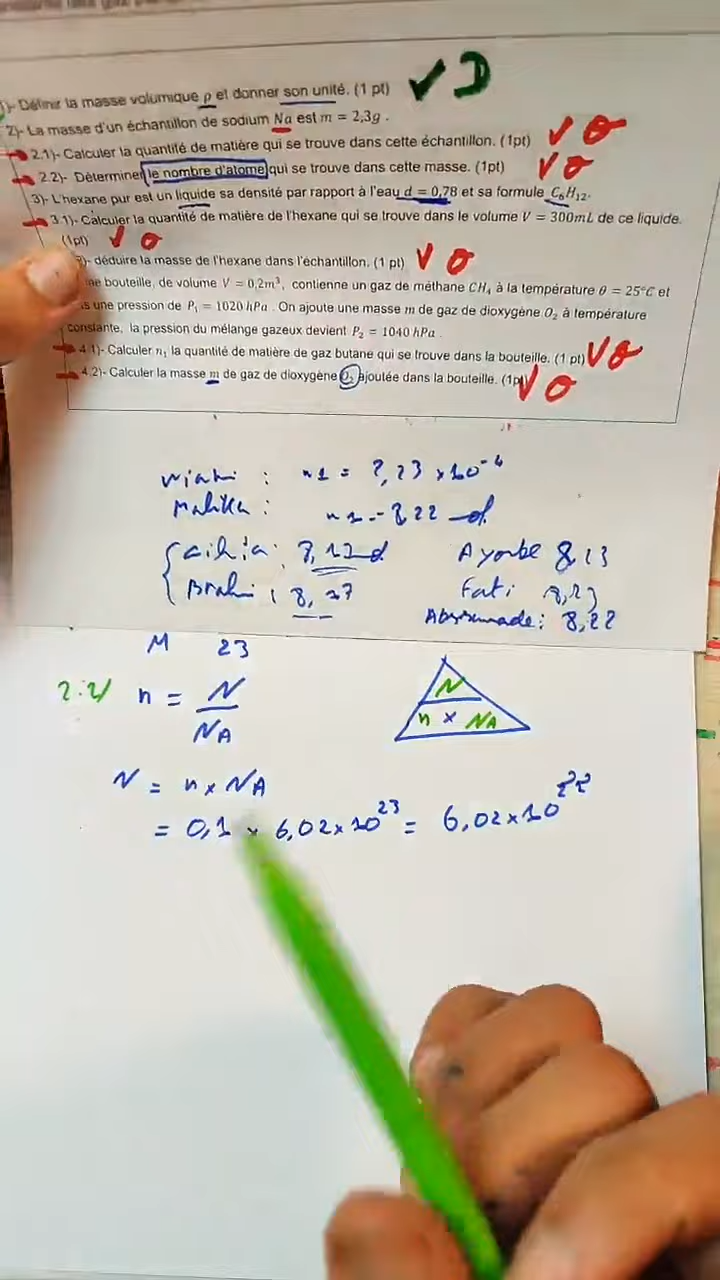 1)- Définir la masse volumique ρ et donner son unité. (1 pt)
2)- La masse d'un échantillon de sodium Na est m = 2,3g .
2.1)- Calculer la quantité de matière qui se trouve dans cette échantillon. (1pt)
2.2)- Déterminer le nombre d'atome qui se trouve dans cette masse. (1pt)
3)- L'hexane pur est un liquide sa densité par rapport à l'eau d = 0,78 et sa formule C₆H₁₂.
3.1)- Calculer la quantité de matière de l'hexane qui se trouve dans le volume V = 300mL de ce liquide.
(1pt)
)- déduire la masse de l'hexane dans l'échantillon. (1 pt)
ne bouteille, de volume V = 0,2m³, contienne un gaz de méthane CH₄ à la température θ = 25°C et
s une pression de P₁ = 1020 hPa . On ajoute une masse m de gaz de dioxygène O₂ à température
constante, la pression du mélange gazeux devient P₂ = 1040 hPa .
4.1)- Calculer n₁ la quantité de matière de gaz butane qui se trouve dans la bouteille. (1 pt)
4.2)- Calculer la masse m de gaz de dioxygène O₂ ajoutée dans la bouteille. (1pt)
Malika :
Ayoube 8,13
Brahi : 8,37
Fati 8,23
8,22
M 23
2.2/ n = N / NA
N
n × NA
N = n × NA
= 0,1 × 6,02×10²³ = 6,02×10²²